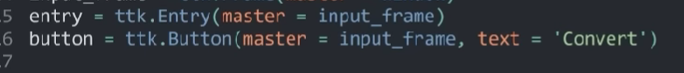 5 entry = ttk.Entry(master = input_frame)
6 button = ttk.Button(master = input_frame, text = 'Convert')
7